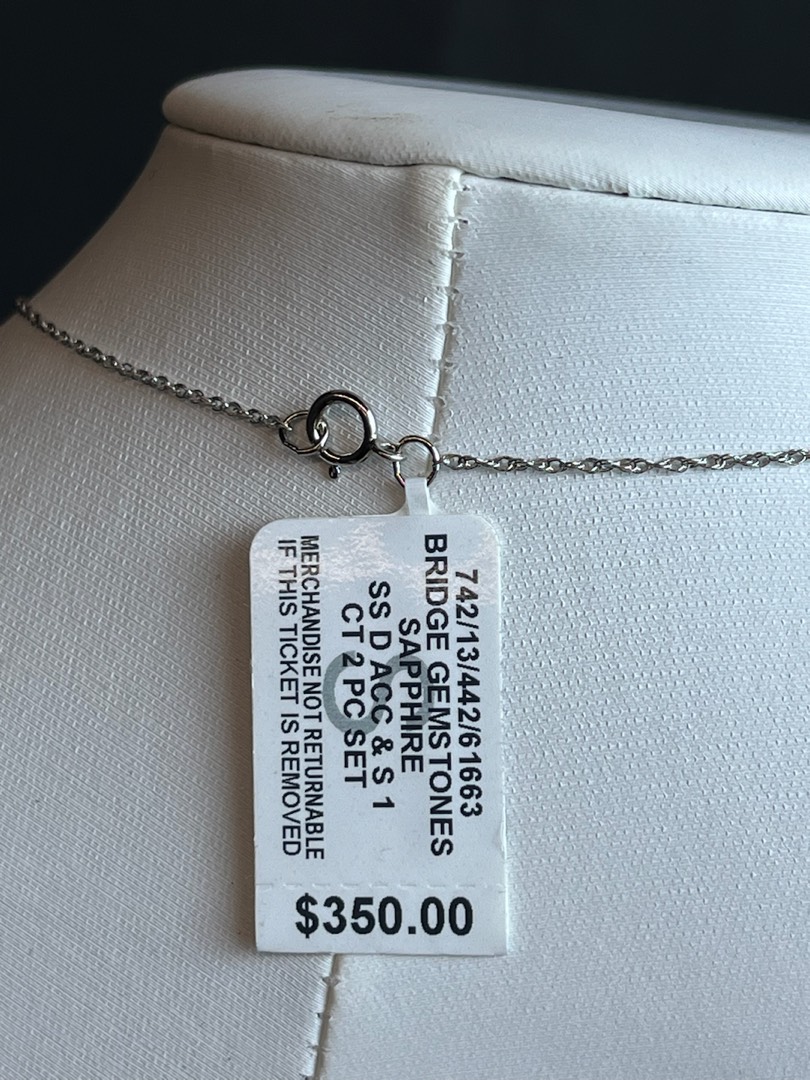 742/13/442/61663
BRIDGE GEMSTONES
SAPPHIRE
SS D ACC & S 1
CT 2 PC SET
MERCHANDISE NOT RETURNABLE
IF THIS TICKET IS REMOVED
$350.00